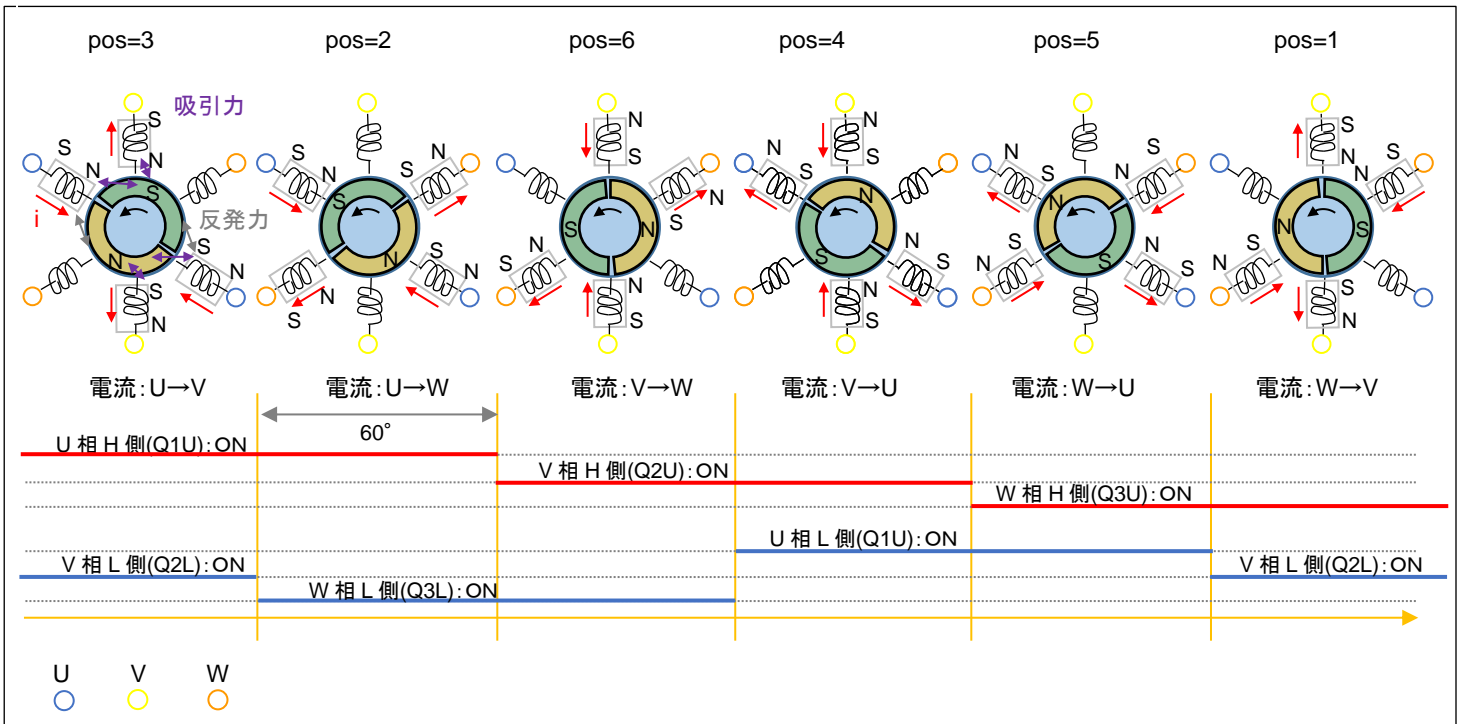 pos=3 pos=2 pos=6 pos=4 pos=5 pos=1
吸引力
S N S N S N S N S N S N
i
反発力
S N S N S N S N S N S N
S N S N S N S N S N S N
電流:U→V 電流:U→W 電流:V→W 電流:V→U 電流:W→U 電流:W→V
60°
U 相 H 側(Q1U):ON
V 相 H 側(Q2U):ON
W 相 H 側(Q3U):ON
U 相 L 側(Q1U):ON
V 相 L 側(Q2L):ON V 相 L 側(Q2L):ON
W 相 L 側(Q3L):ON
U V W